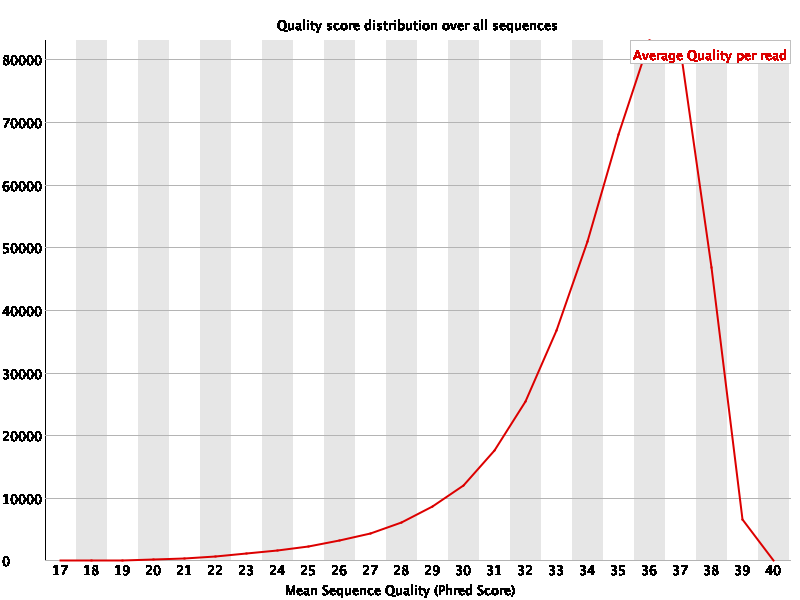 Quality score distribution over all sequences
Average Quality per read
80000
70000
60000
50000
40000
30000
20000
10000
0
17 18 19 20 21 22 23 24 25 26 27 28 29 30 31 32 33 34 35 36 37 38 39 40
Mean Sequence Quality (Phred Score)